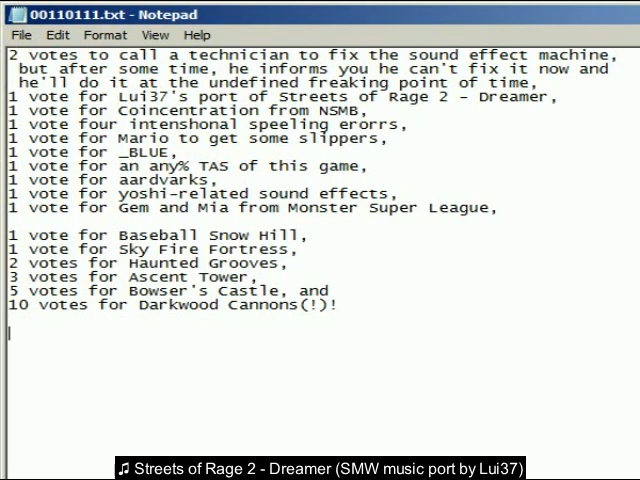 00110111.txt - Notepad
File Edit Format View Help
2 votes to call a technician to fix the sound effect machine,
but after some time, he informs you he can't fix it now and
he'll do it at the undefined freaking point of time,
1 vote for Lui37's port of Streets of Rage 2 - Dreamer,
1 vote for Coincentration from NSMB,
1 vote four intenshonal speeling erorrs,
1 vote for Mario to get some slippers,
1 vote for _BLUE,
1 vote for an any% TAS of this game,
1 vote for aardvarks,
1 vote for yoshi-related sound effects,
1 vote for Gem and Mia from Monster Super League,
1 vote for Baseball Snow Hill,
1 vote for Sky Fire Fortress,
2 votes for Haunted Grooves,
3 votes for Ascent Tower,
5 votes for Bowser's Castle, and
10 votes for Darkwood Cannons(!)!
♫ Streets of Rage 2 - Dreamer (SMW music port by Lui37)